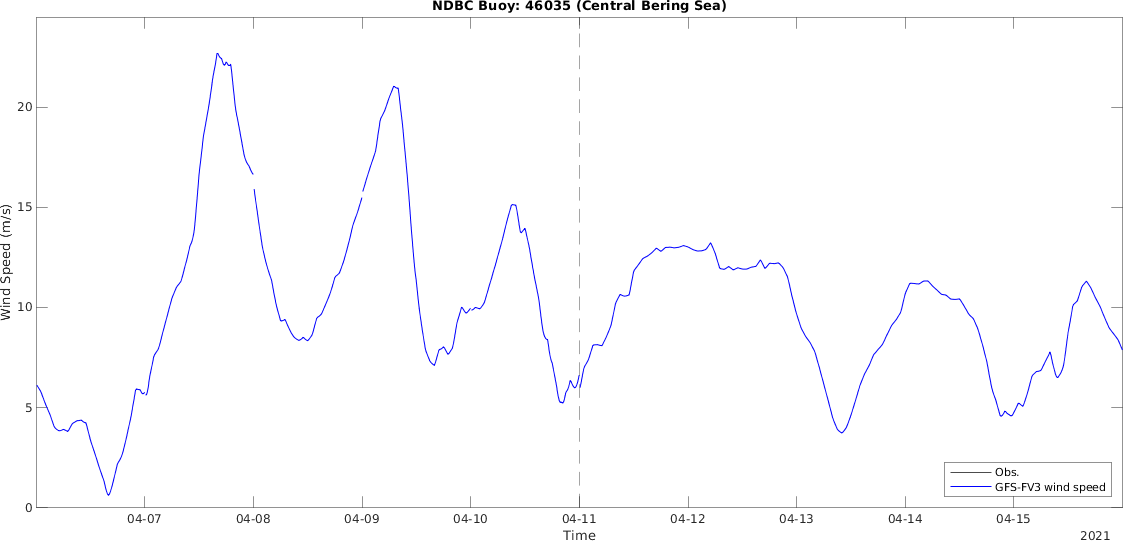 NDBC Buoy: 46035 (Central Bering Sea)
Wind Speed (m/s)
20
15
10
5
0
04-07 04-08 04-09 04-10 04-11 04-12 04-13 04-14 04-15
Time
2021
Obs.
GFS-FV3 wind speed